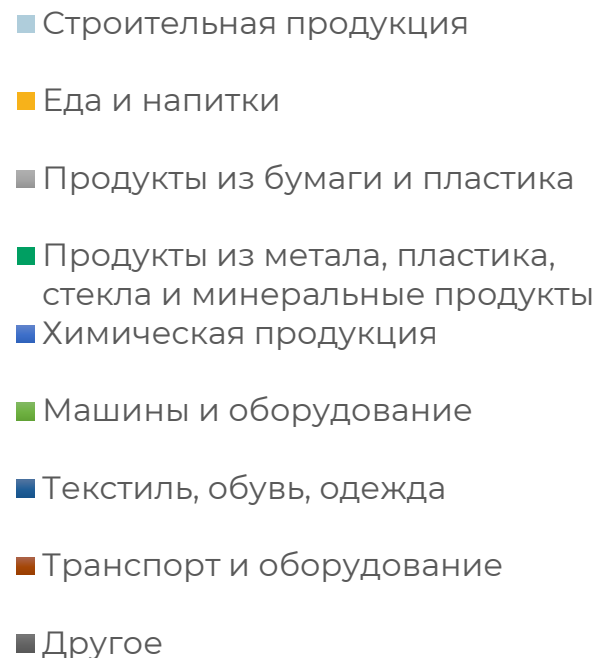 Строительная продукция
Еда и напитки
Продукты из бумаги и пластика
Продукты из метала, пластика,
стекла и минеральные продукты
Химическая продукция
Машины и оборудование
Текстиль, обувь, одежда
Транспорт и оборудование
Другое